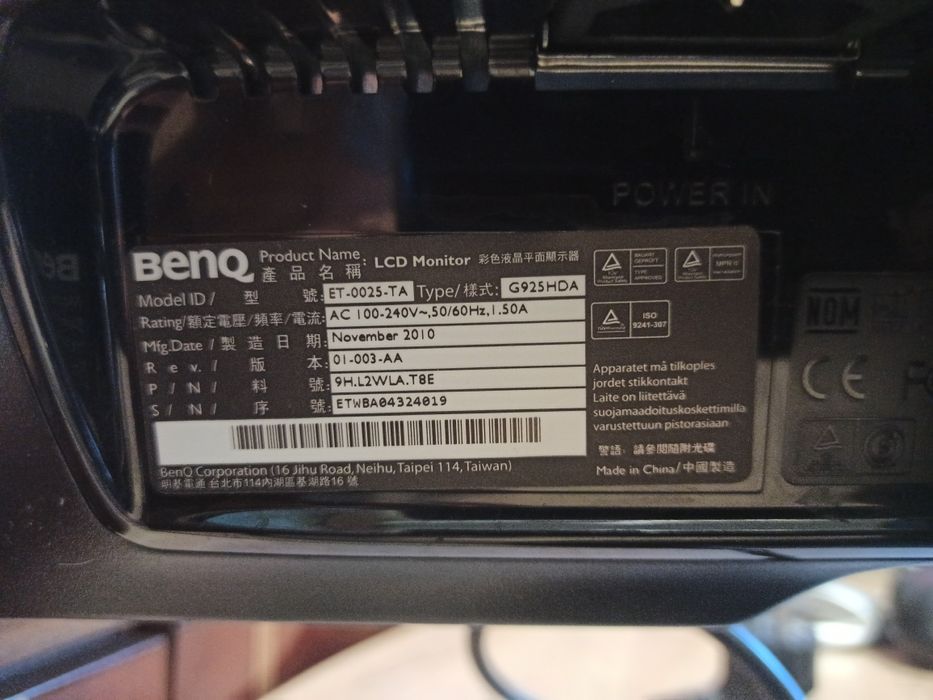 POWER IN
BenQ
Product Name : LCD Monitor 彩色液晶平面顯示器
產 品 名 稱
Model ID / 型 號: ET-0025-TA Type/樣式: G925HDA
Rating/額定電壓/頻率/電流: AC 100-240V~,50/60Hz,1.50A
Mfg.Date / 製 造 日 期: November 2010
R e v. / 版 本: 01-003-AA
P / N / 料 號: 9H.L2WLA.T8E
S / N / 序 號: ETWBA04324019
BenQ Corporation (16 Jihu Road, Neihu, Taipei 114, Taiwan)
明基電通 台北市114內湖區基湖路16 號
BAUART
GEPRÜFT
TYPE
APPROVED
MPR II
ISO
9241-307
Apparatet må tilkoples
jordet stikkontakt
Laite on liitettävä
suojamaadoituskoskettimilla
varustettuun pistorasiaan
警語: 請參閱隨附光碟
Made in China/中國製造
NOM
CE